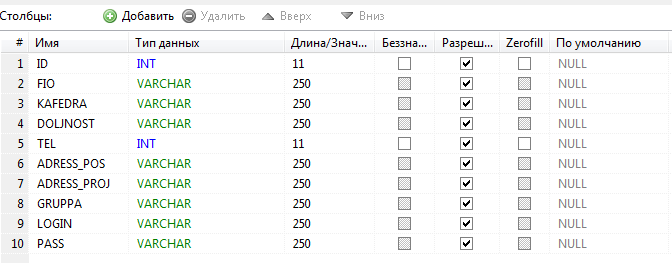 Столбцы: Добавить Удалить Вверх Вниз
# Имя Тип данных Длина/Знач... Беззна... Разреш... Zerofill По умолчанию
1 ID INT 11 NULL
2 FIO VARCHAR 250 NULL
3 KAFEDRA VARCHAR 250 NULL
4 DOLJNOST VARCHAR 250 NULL
5 TEL INT 11 NULL
6 ADRESS_POS VARCHAR 250 NULL
7 ADRESS_PROJ VARCHAR 250 NULL
8 GRUPPA VARCHAR 250 NULL
9 LOGIN VARCHAR 250 NULL
10 PASS VARCHAR 250 NULL